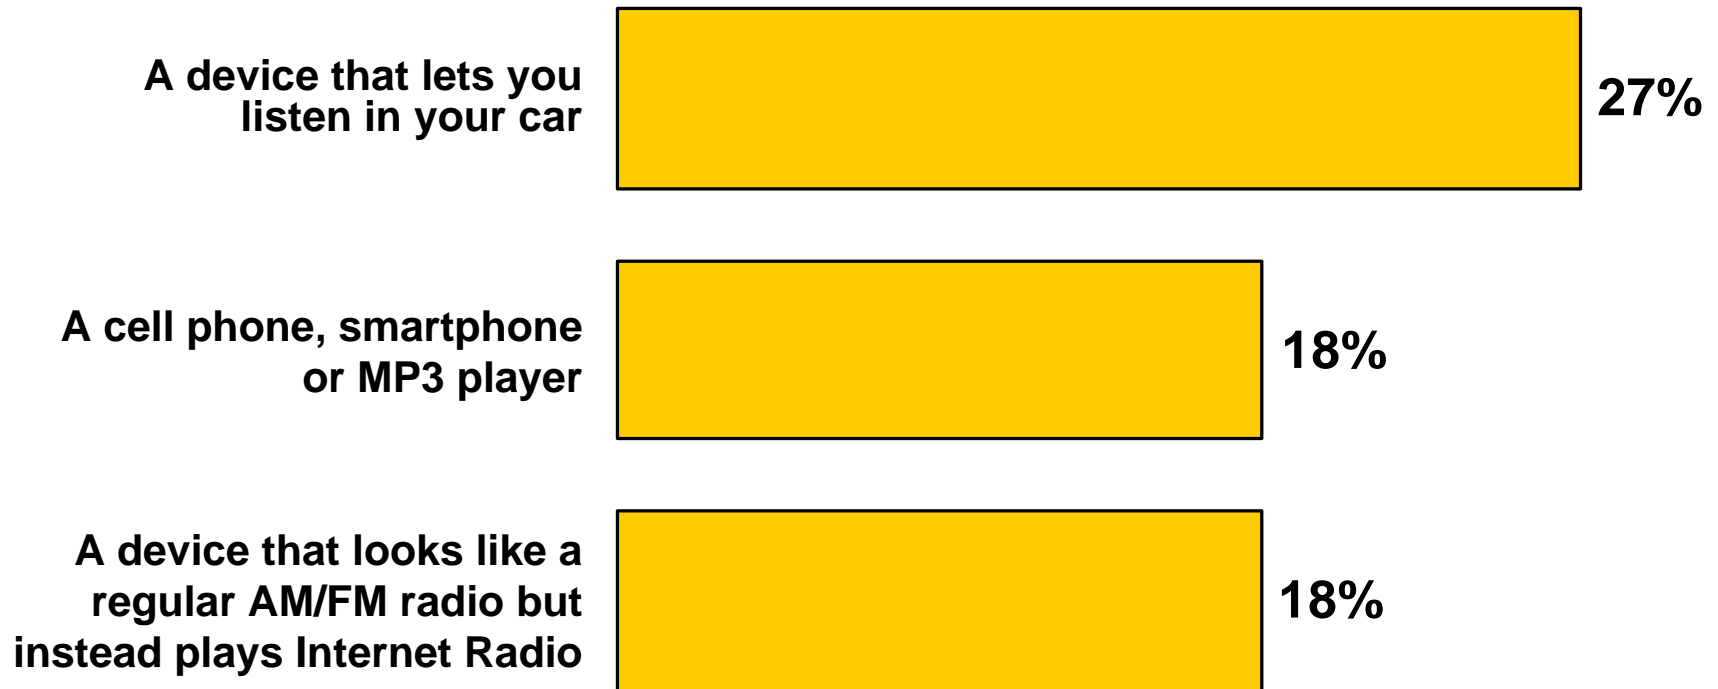 A device that lets you
listen in your car
27%
A cell phone, smartphone
or MP3 player
18%
A device that looks like a
regular AM/FM radio but
instead plays Internet Radio
18%